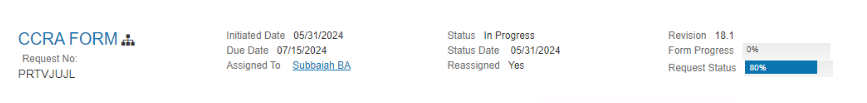 CCRA FORM
Request No:
PRTVJUJL
Initiated Date 05/31/2024
Due Date 07/15/2024
Assigned To Subbaiah BA
Status In Progress
Status Date 05/31/2024
Reassigned Yes
Revision 18.1
Form Progress 0%
Request Status 80%